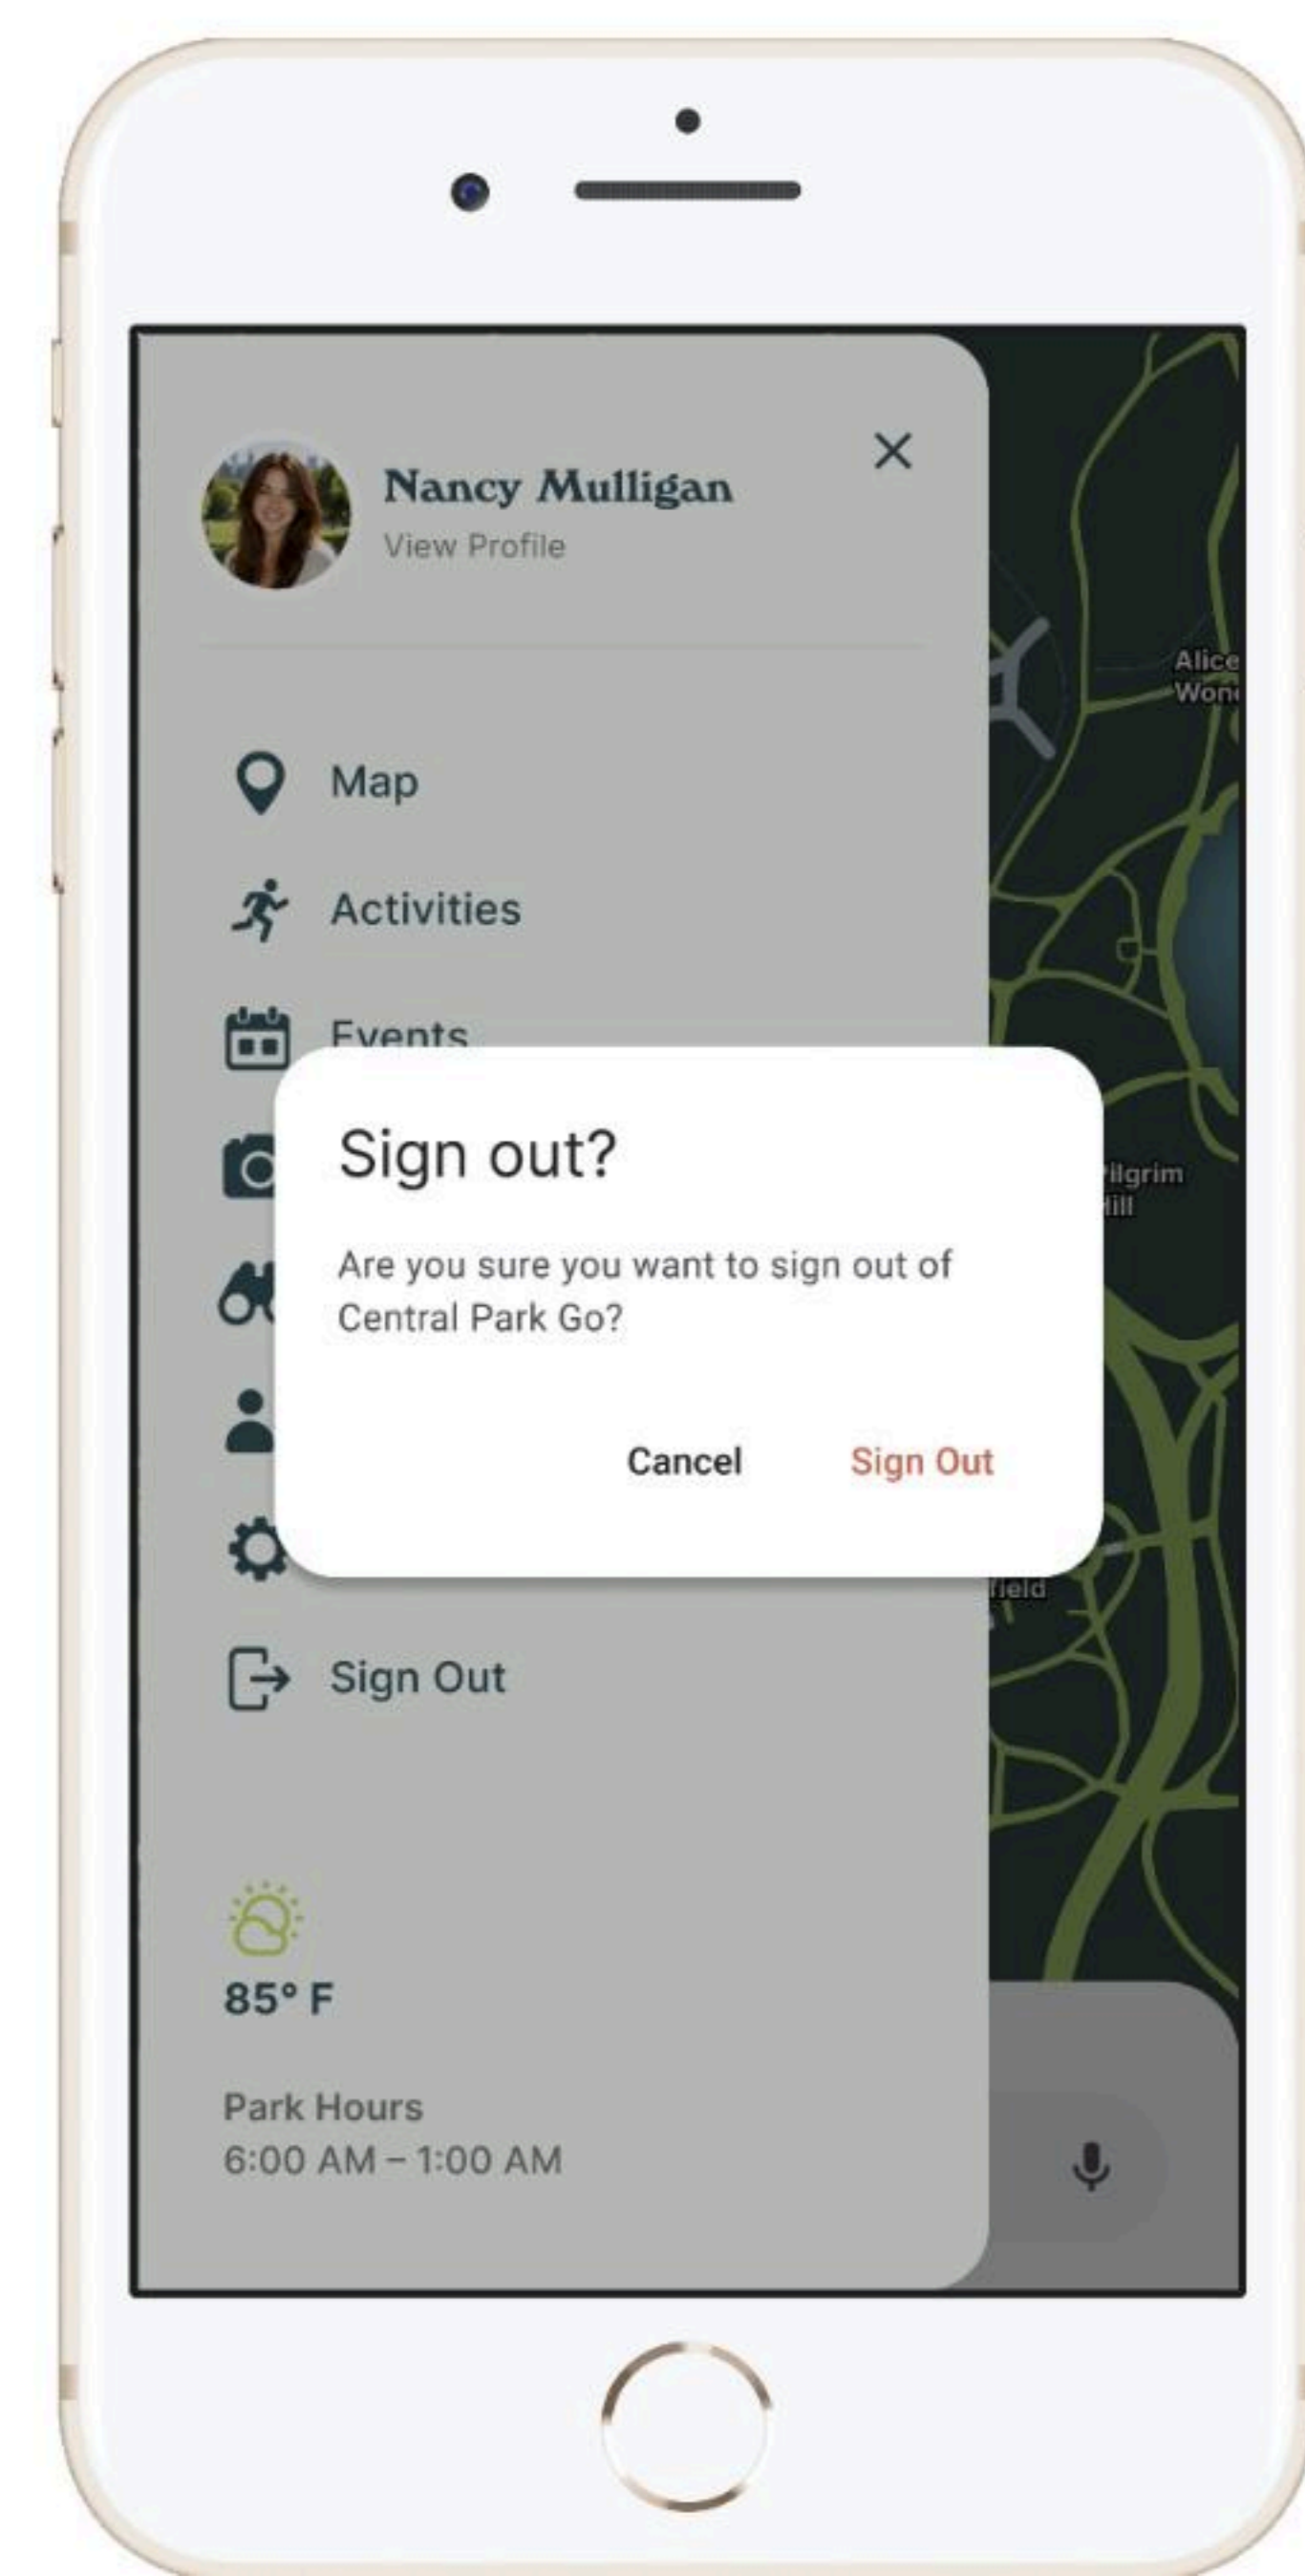 Nancy Mulligan
View Profile
Map
Activities
Events
Sign out?
Are you sure you want to sign out of
Central Park Go?
Cancel
Sign Out
Sign Out
85° F
Park Hours
6:00 AM – 1:00 AM
Alice